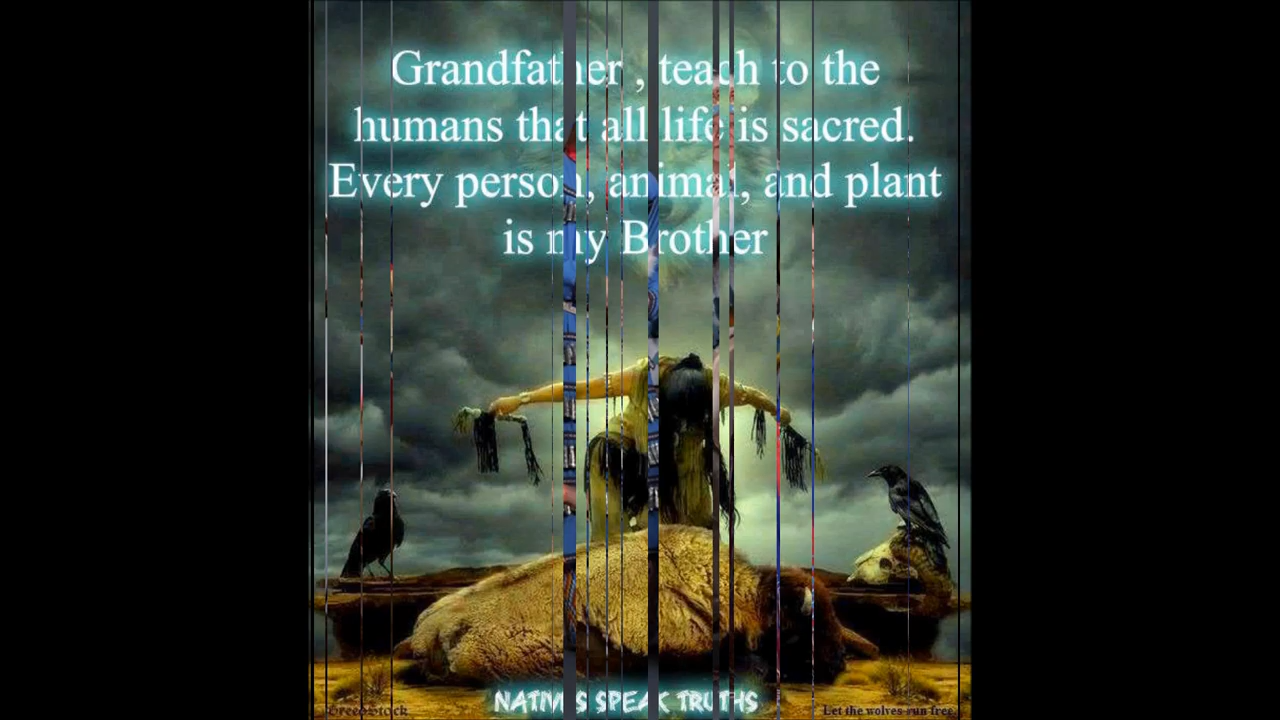 Grandfather , teach to the
humans that all life is sacred.
Every person, animal, and plant
is my Brother
NATIVES SPEAK TRUTHS
Let the wolves run free.